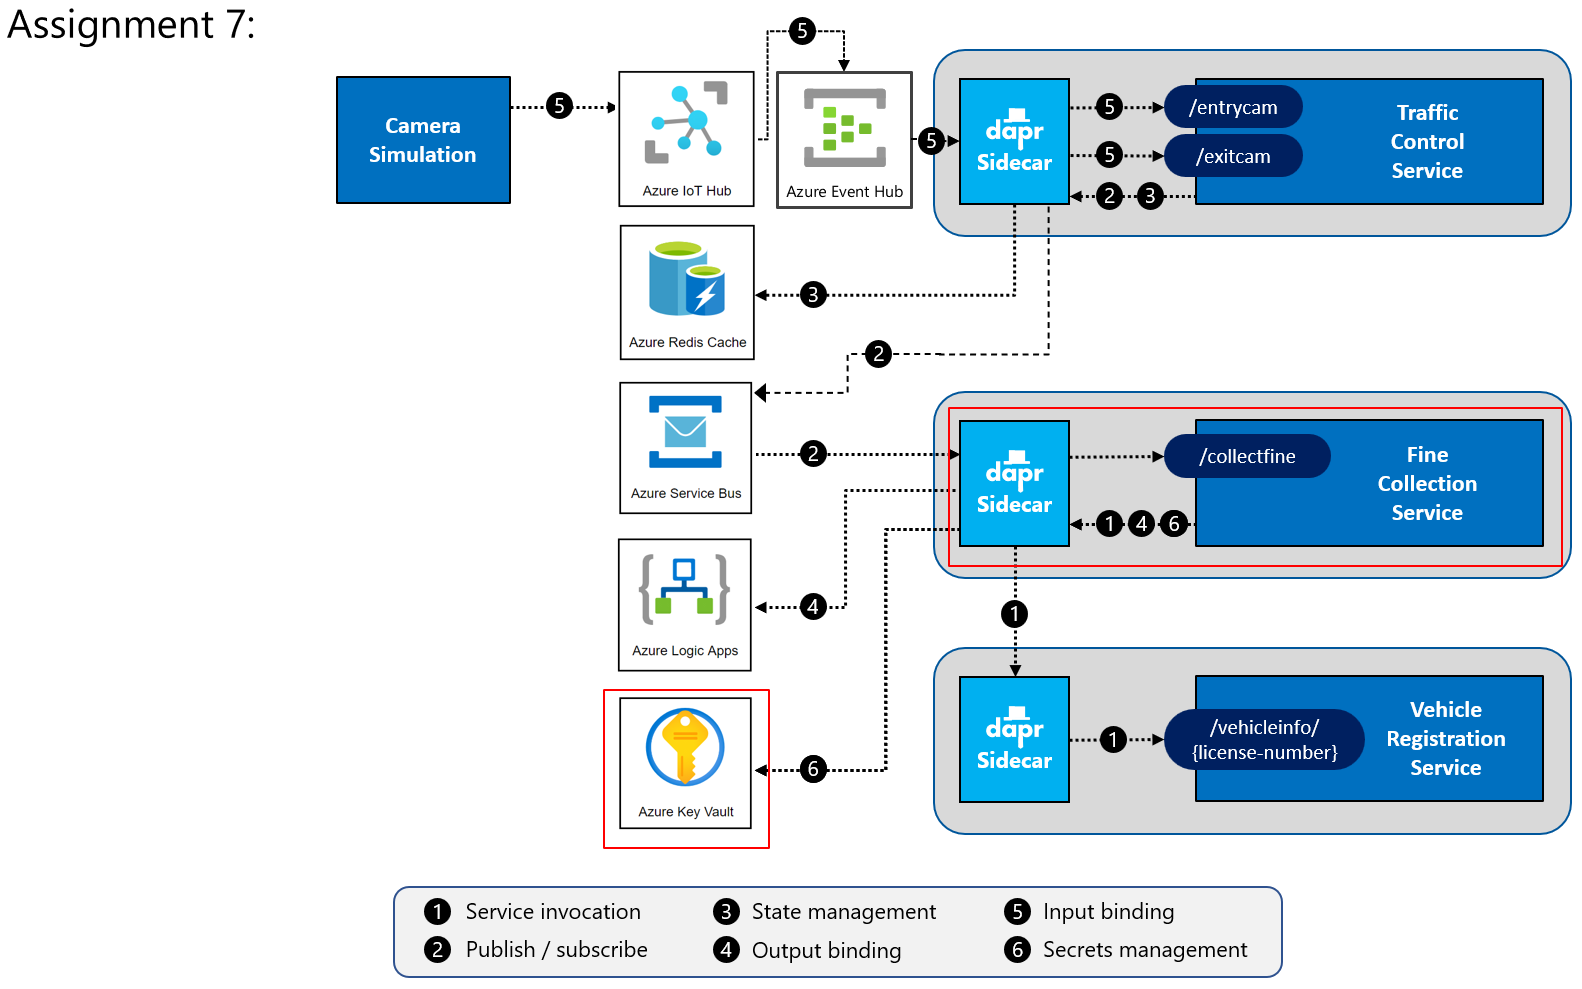 Assignment 7:
5
Camera
Simulation
5
Azure IoT Hub
Azure Event Hub
5
dapr
Sidecar
5
/entrycam
5
/exitcam
2 3
Traffic
Control
Service
Azure Redis Cache
3
2
Azure Service Bus
2
dapr
Sidecar
/collectfine
1 4 6
Fine
Collection
Service
Azure Logic Apps
4
1
Azure Key Vault
6
dapr
Sidecar
1
/vehicleinfo/
{license-number}
Vehicle
Registration
Service
1 Service invocation
3 State management
5 Input binding
2 Publish / subscribe
4 Output binding
6 Secrets management